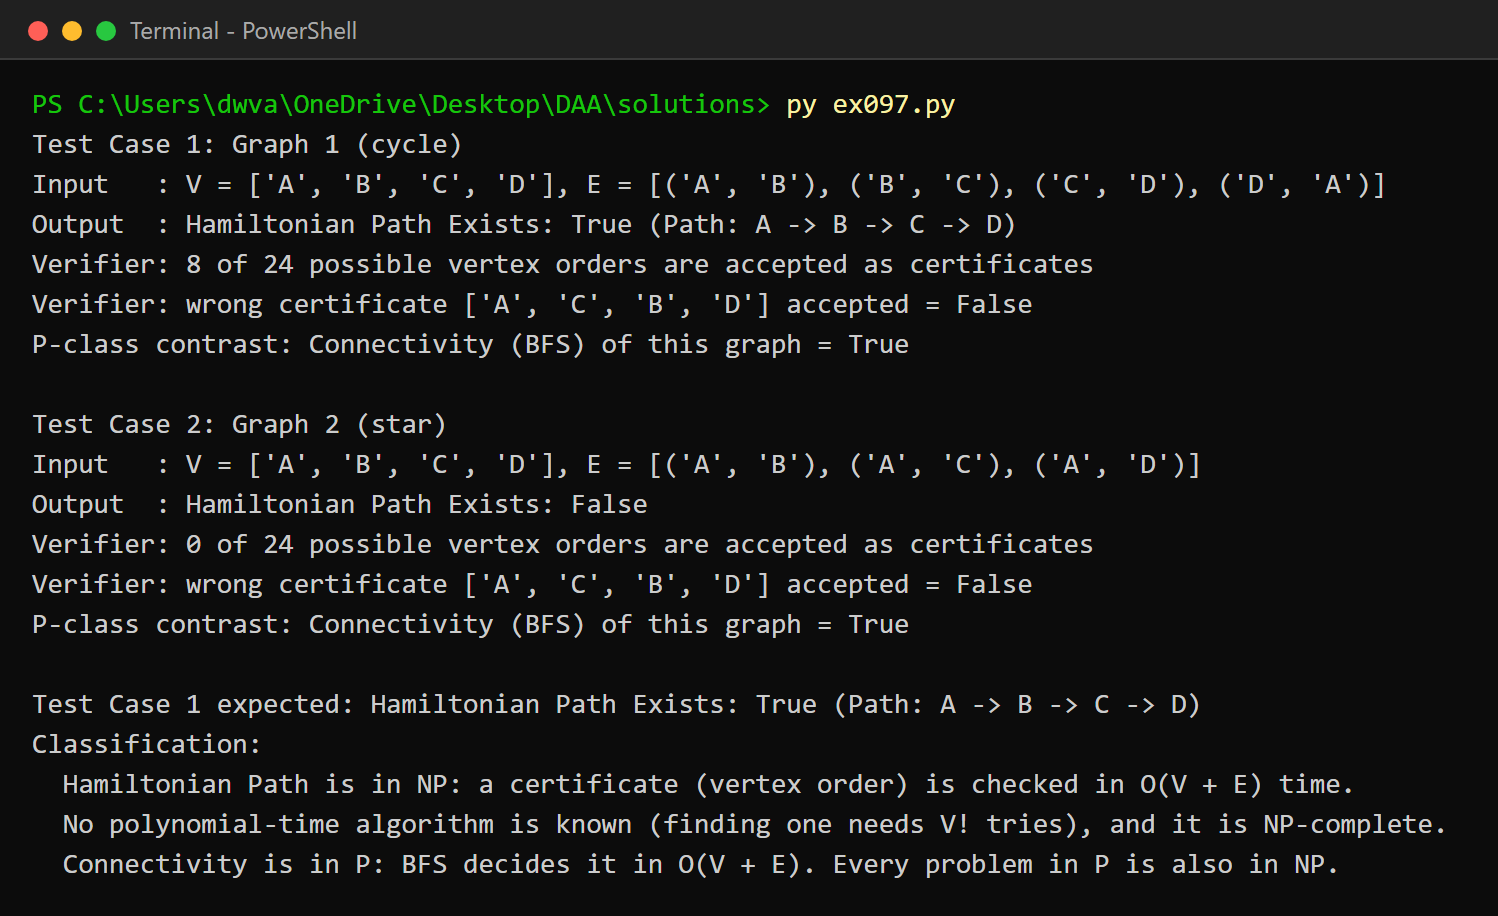 Terminal - PowerShell
PS C:\Users\dwva\OneDrive\Desktop\DAA\solutions> py ex097.py
Test Case 1: Graph 1 (cycle)
Input   : V = ['A', 'B', 'C', 'D'], E = [('A', 'B'), ('B', 'C'), ('C', 'D'), ('D', 'A')]
Output  : Hamiltonian Path Exists: True (Path: A -> B -> C -> D)
Verifier: 8 of 24 possible vertex orders are accepted as certificates
Verifier: wrong certificate ['A', 'C', 'B', 'D'] accepted = False
P-class contrast: Connectivity (BFS) of this graph = True
Test Case 2: Graph 2 (star)
Input   : V = ['A', 'B', 'C', 'D'], E = [('A', 'B'), ('A', 'C'), ('A', 'D')]
Output  : Hamiltonian Path Exists: False
Verifier: 0 of 24 possible vertex orders are accepted as certificates
Verifier: wrong certificate ['A', 'C', 'B', 'D'] accepted = False
P-class contrast: Connectivity (BFS) of this graph = True
Test Case 1 expected: Hamiltonian Path Exists: True (Path: A -> B -> C -> D)
Classification:
  Hamiltonian Path is in NP: a certificate (vertex order) is checked in O(V + E) time.
  No polynomial-time algorithm is known (finding one needs V! tries), and it is NP-complete.
  Connectivity is in P: BFS decides it in O(V + E). Every problem in P is also in NP.